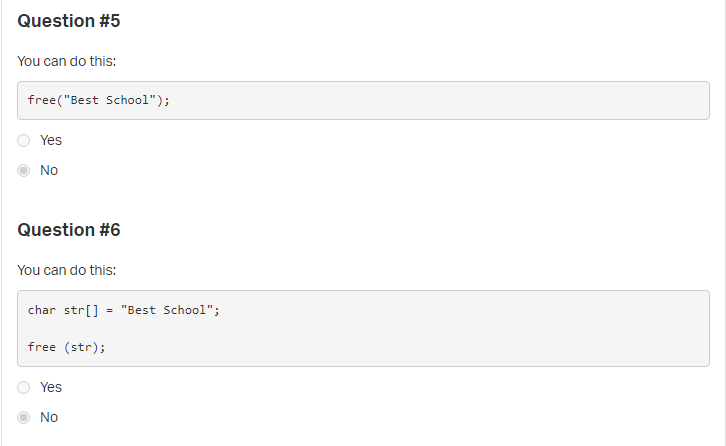 Question #5
You can do this:
free("Best School");
Yes
No
Question #6
You can do this:
char str[] = "Best School";
free (str);
Yes
No